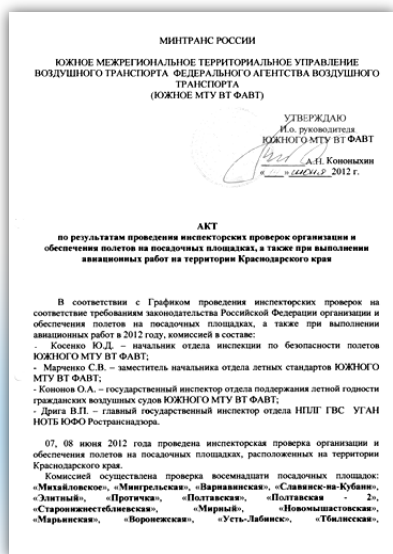 МИНТРАНС РОССИИ
ЮЖНОЕ МЕЖРЕГИОНАЛЬНОЕ ТЕРРИТОРИАЛЬНОЕ УПРАВЛЕНИЕ
ВОЗДУШНОГО ТРАНСПОРТА ФЕДЕРАЛЬНОГО АГЕНТСТВА ВОЗДУШНОГО
ТРАНСПОРТА
(ЮЖНОЕ МТУ ВТ ФАВТ)
УТВЕРЖДАЮ
И.о. руководителя
ЮЖНОГО МТУ ВТ ФАВТ
А.Н. Кононыхин
« » июня 2012 г.
АКТ
по результатам проведения инспекторских проверок организации и
обеспечения полетов на посадочных площадках, а также при выполнении
авиационных работ на территории Краснодарского края
В соответствии с Графиком проведения инспекторских проверок на
соответствие требованиям законодательства Российской Федерации организации и
обеспечения полетов на посадочных площадках, а также при выполнении
авиационных работ в 2012 году, комиссией в составе:
- Косенко Ю.Д. – начальник отдела инспекции по безопасности полетов
ЮЖНОГО МТУ ВТ ФАВТ;
- Марченко С.В. – заместитель начальника отдела летных стандартов ЮЖНОГО
МТУ ВТ ФАВТ;
- Кононов О.А. – государственный инспектор отдела поддержания летной годности
гражданских воздушных судов ЮЖНОГО МТУ ВТ ФАВТ;
- Дрига В.П. – главный государственный инспектор отдела НПЛГ ГВС УГАН
НОТБ ЮФО Ространснадзора.
07, 08 июня 2012 года проведена инспекторская проверка организации и
обеспечения полетов на посадочных площадках, расположенных на территории
Краснодарского края.
Комиссией осуществлена проверка восемнадцати посадочных площадок:
«Михайловское», «Мингрельская», «Варнавинская», «Славянск-на-Кубани»,
«Элитный», «Протичка», «Полтавская», «Полтавская - 2»,
«Старонижестеблиевская», «Мирный», «Новомышастовская»,
«Марьинская», «Воронежская», «Усть-Лабинск», «Тбилисская»,